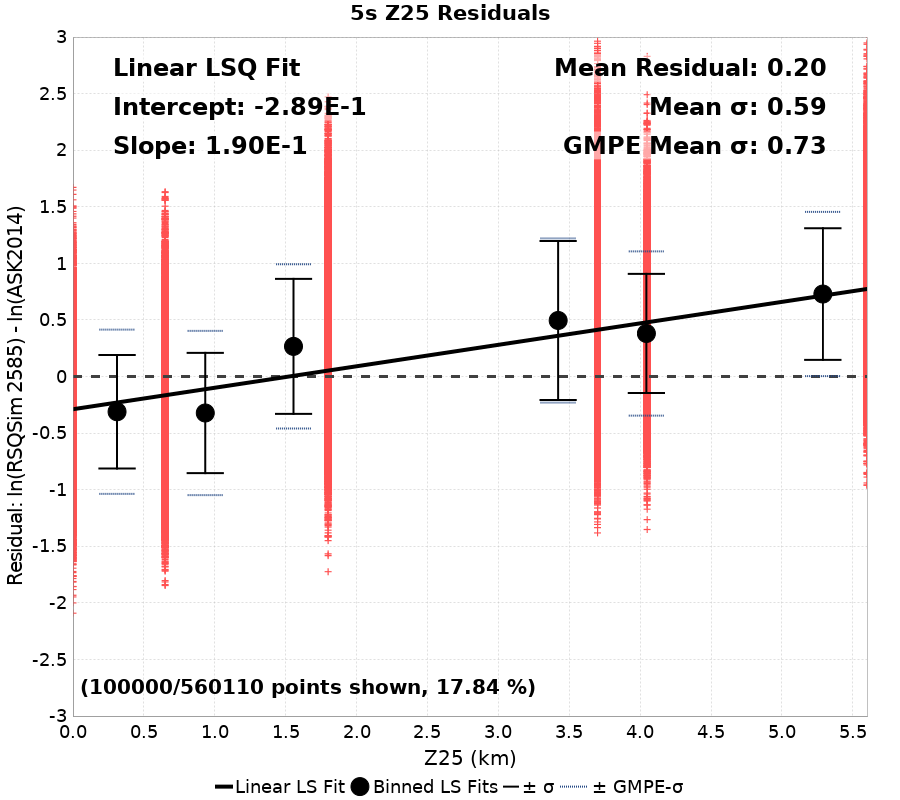 5s Z25 Residuals
Linear LSQ Fit
Intercept: -2.89E-1
Slope: 1.90E-1
Mean Residual: 0.20
Mean σ: 0.59
GMPE Mean σ: 0.73
3
2.5
2
1.5
1
0.5
0
-0.5
-1
-1.5
-2
-2.5
-3
Residual: ln(RSQSim 2585) - ln(ASK2014)
(100000/560110 points shown, 17.84 %)
0.0 0.5 1.0 1.5 2.0 2.5 3.0 3.5 4.0 4.5 5.0 5.5
Z25 (km)
Linear LS Fit Binned LS Fits ± σ ± GMPE-σ